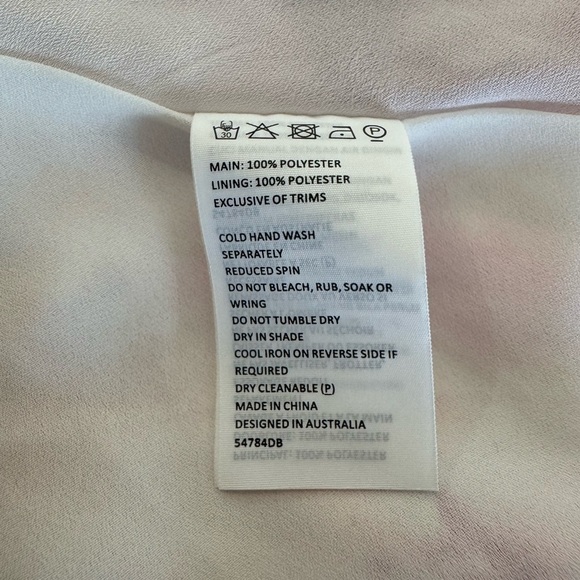 30 P
MAIN: 100% POLYESTER
LINING: 100% POLYESTER
EXCLUSIVE OF TRIMS
COLD HAND WASH
SEPARATELY
REDUCED SPIN
DO NOT BLEACH, RUB, SOAK OR
WRING
DO NOT TUMBLE DRY
DRY IN SHADE
COOL IRON ON REVERSE SIDE IF
REQUIRED
DRY CLEANABLE (P)
MADE IN CHINA
DESIGNED IN AUSTRALIA
54784DB